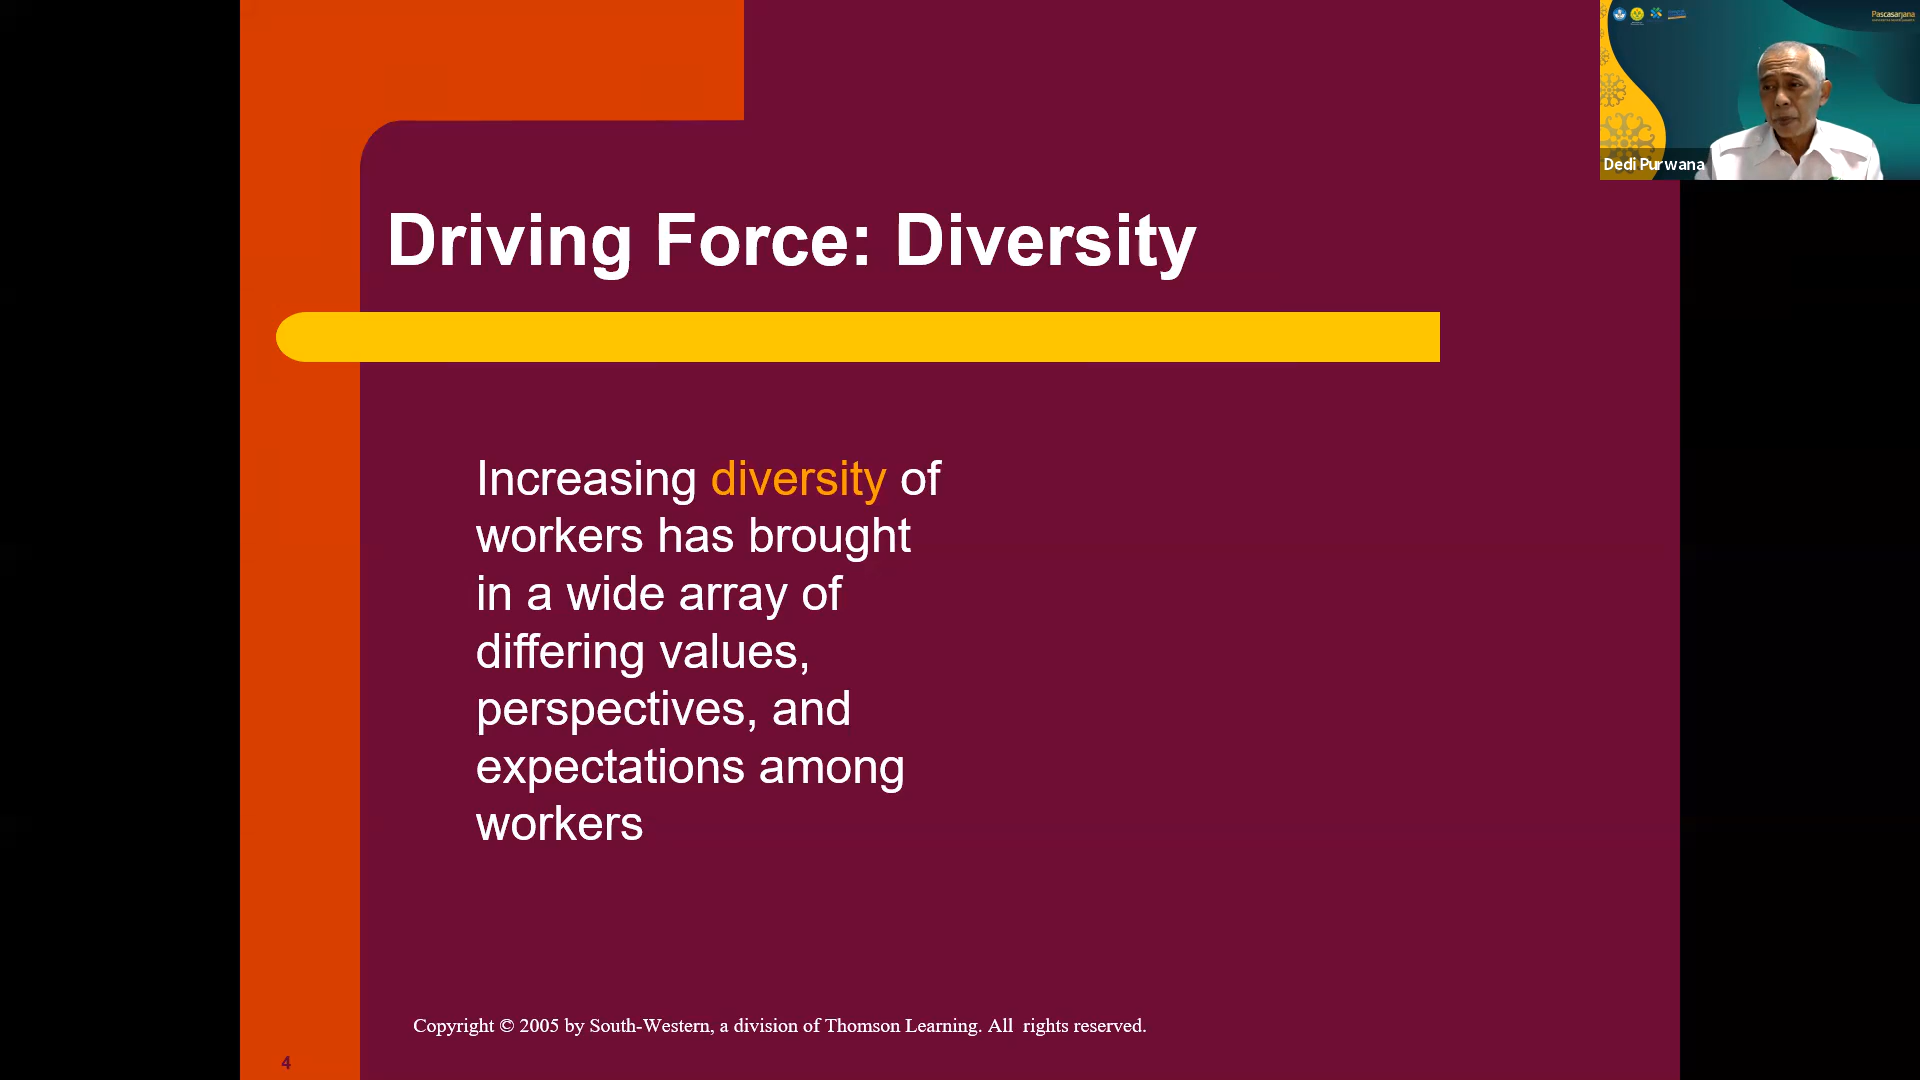 Pascasarjana
Dedi Purwana
Driving Force: Diversity
Increasing diversity of
workers has brought
in a wide array of
differing values,
perspectives, and
expectations among
workers
Copyright © 2005 by South-Western, a division of Thomson Learning. All  rights reserved.
4